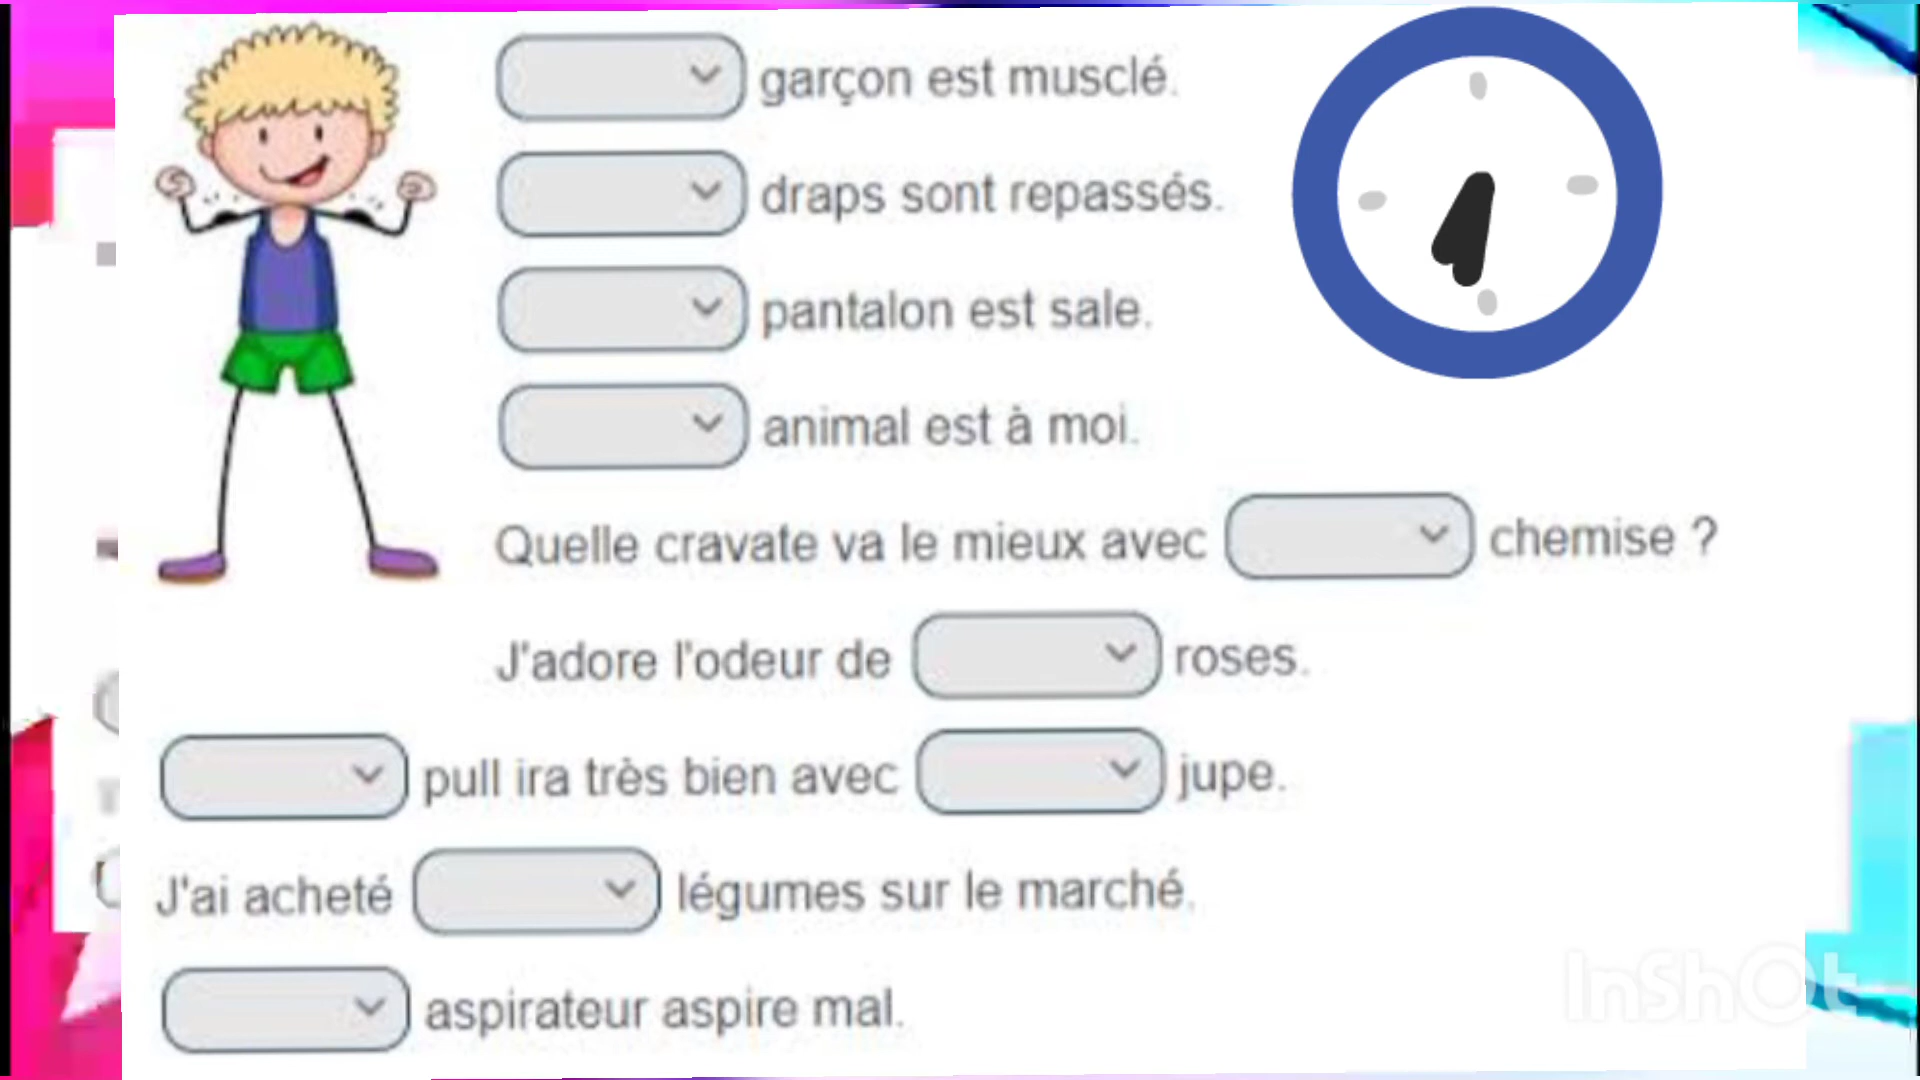 garçon est musclé.
draps sont repassés.
pantalon est sale.
animal est à moi.
Quelle cravate va le mieux avec chemise ?
J'adore l'odeur de roses.
pull ira très bien avec jupe.
J'ai acheté légumes sur le marché.
aspirateur aspire mal.
InShOt